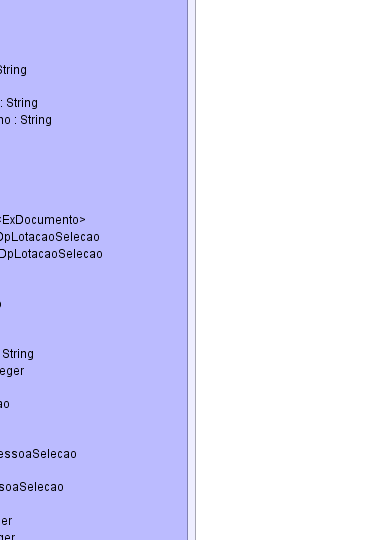 String
: String
no : String
<ExDocumento>
DpLotacaoSelecao
DpLotacaoSelecao
o
String
eger
ao
essoaSelecao
soaSelecao
er
ger